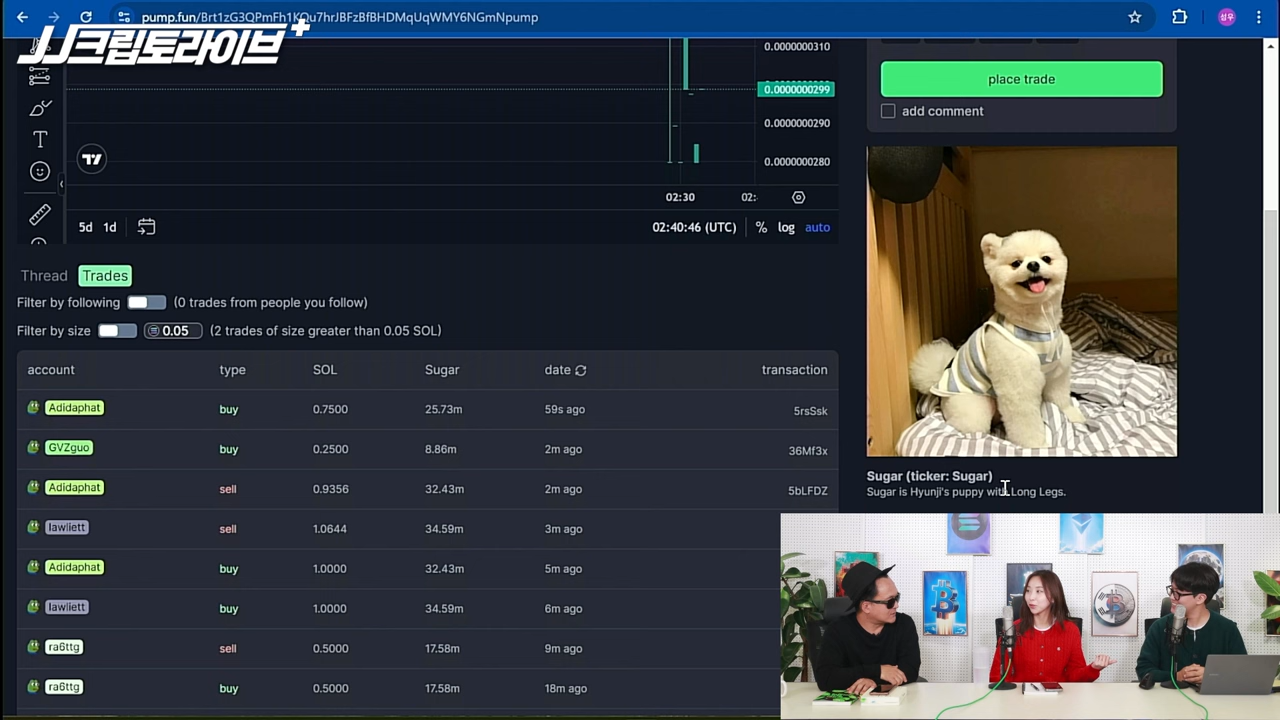 pump.fun/Brt1zG3QPmFh1KQu7hrJBFzBfBHDMqUqWMY6NGmNpump
섬우
JJ크립토라이브+
0.0000000310
0.0000000299
0.0000000290
0.0000000280
02:30
02:
5d 1d
02:40:46 (UTC) % log auto
place trade
add comment
Thread Trades
Filter by following (0 trades from people you follow)
Filter by size 0.05 (2 trades of size greater than 0.05 SOL)
account type SOL Sugar date transaction
Adidaphat buy 0.7500 25.73m 59s ago 5rsSsk
GVZguo buy 0.2500 8.86m 2m ago 36Mf3x
Adidaphat sell 0.9356 32.43m 2m ago 5bLFDZ
lawliett sell 1.0644 34.59m 3m ago
Adidaphat buy 1.0000 32.43m 5m ago
lawliett buy 1.0000 34.59m 6m ago
ra6ttg sell 0.5000 17.58m 9m ago
ra6ttg buy 0.5000 17.58m 18m ago
Sugar (ticker: Sugar)
Sugar is Hyunji's puppy with Long Legs.